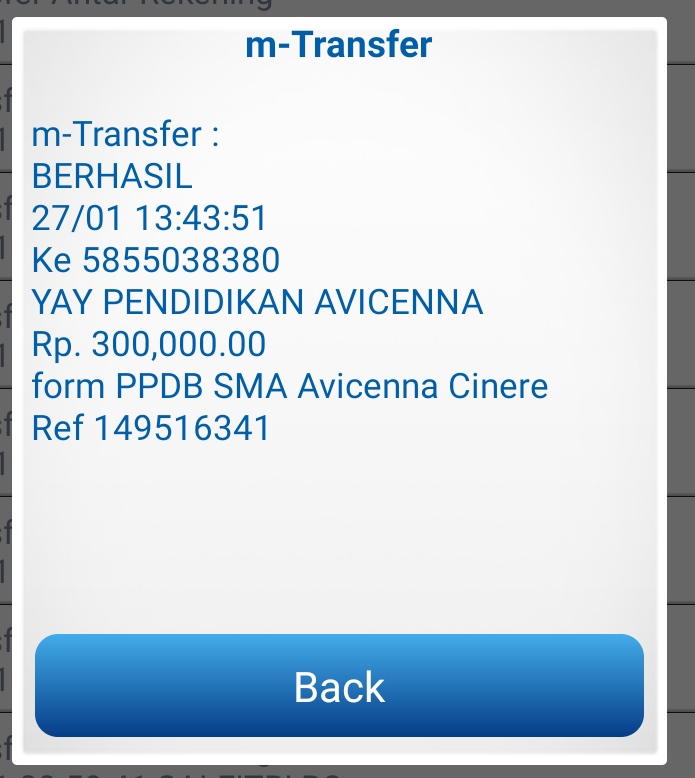 m-Transfer
m-Transfer :
BERHASIL
27/01 13:43:51
Ke 5855038380
YAY PENDIDIKAN AVICENNA
Rp. 300,000.00
form PPDB SMA Avicenna Cinere
Ref 149516341
Back